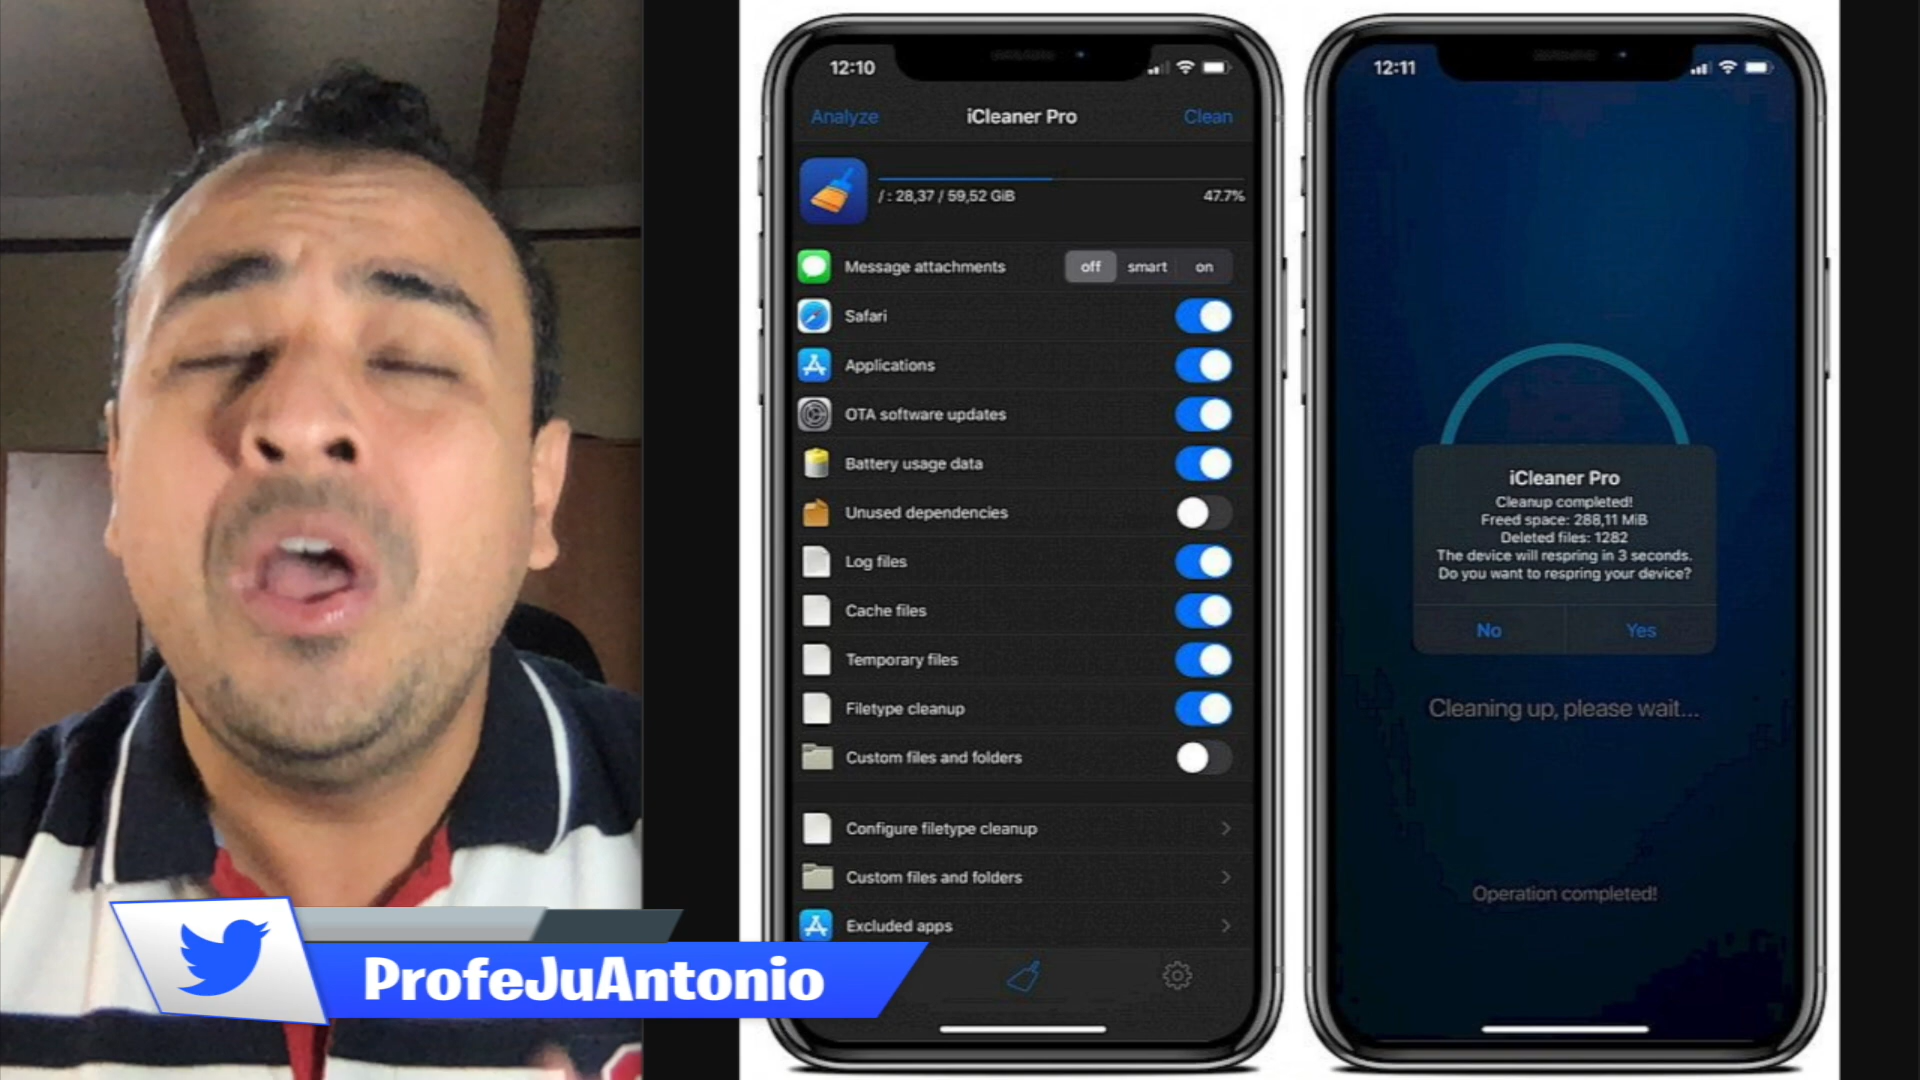 12:10
Analyze
iCleaner Pro
Clean
/ : 28,37 / 59,52 GiB
47.7%
Message attachments
off smart on
Safari
Applications
OTA software updates
Battery usage data
Unused dependencies
Log files
Cache files
Temporary files
Filetype cleanup
Custom files and folders
Configure filetype cleanup
Custom files and folders
Excluded apps
12:11
iCleaner Pro
Cleanup completed!
Freed space: 288,11 MiB
Deleted files: 1282
The device will respring in 3 seconds.
Do you want to respring your device?
No Yes
Cleaning up, please wait...
Operation completed!
ProfeJuAntonio